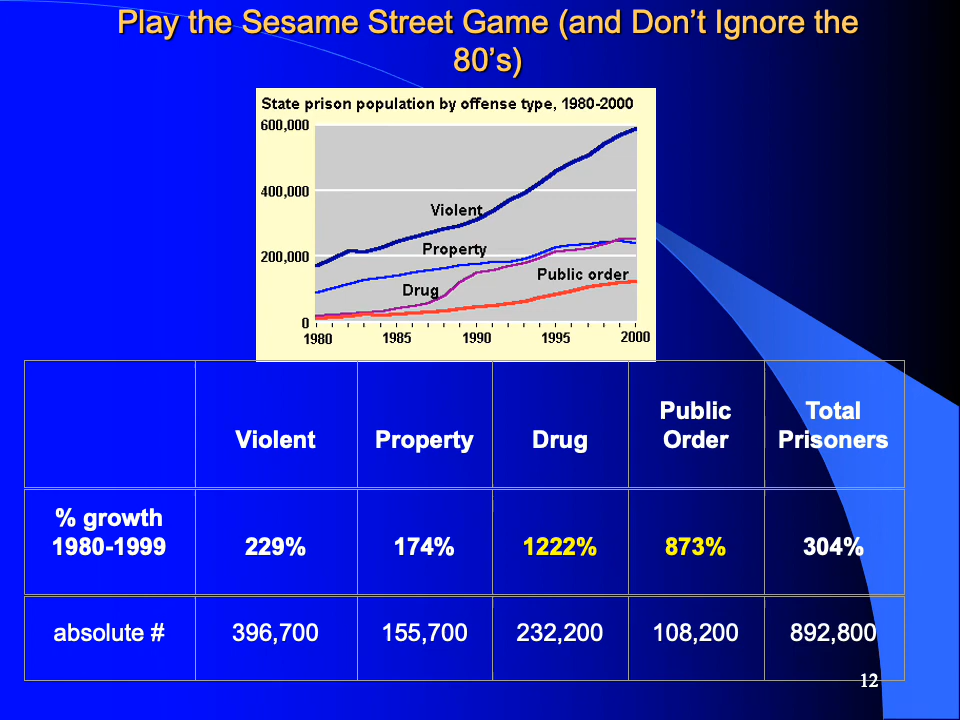 Play the Sesame Street Game (and Don’t Ignore the
80’s)
State prison population by offense type, 1980-2000
600,000
400,000
Violent
Property
200,000
Public order
Drug
0
1980 1985 1990 1995 2000
Violent Property Drug Public Order Total Prisoners
% growth 1980-1999 229% 174% 1222% 873% 304%
absolute # 396,700 155,700 232,200 108,200 892,800
12